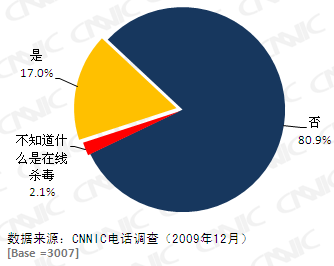 是
17.0%
否
80.9%
不知道什
么是在线
杀毒
2.1%
数据来源：CNNIC电话调查（2009年12月）
[Base =3007]